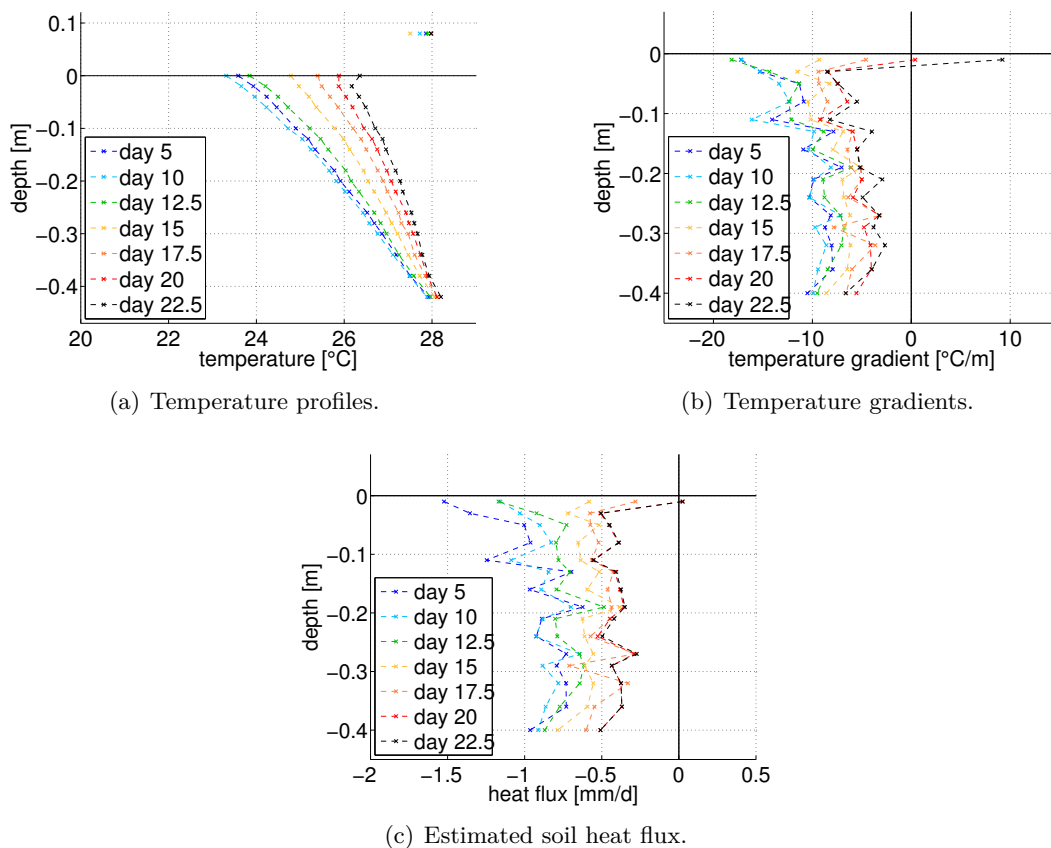 0.1
0
−0.1
−0.2
−0.3
−0.4
depth [m]
day 5
day 10
day 12.5
day 15
day 17.5
day 20
day 22.5
20 22 24 26 28
temperature [°C]
(a) Temperature profiles.
0
−0.1
−0.2
−0.3
−0.4
depth [m]
day 5
day 10
day 12.5
day 15
day 17.5
day 20
day 22.5
−20 −10 0 10
temperature gradient [°C/m]
(b) Temperature gradients.
0
−0.1
−0.2
−0.3
−0.4
depth [m]
day 5
day 10
day 12.5
day 15
day 17.5
day 20
day 22.5
−2 −1.5 −1 −0.5 0 0.5
heat flux [mm/d]
(c) Estimated soil heat flux.